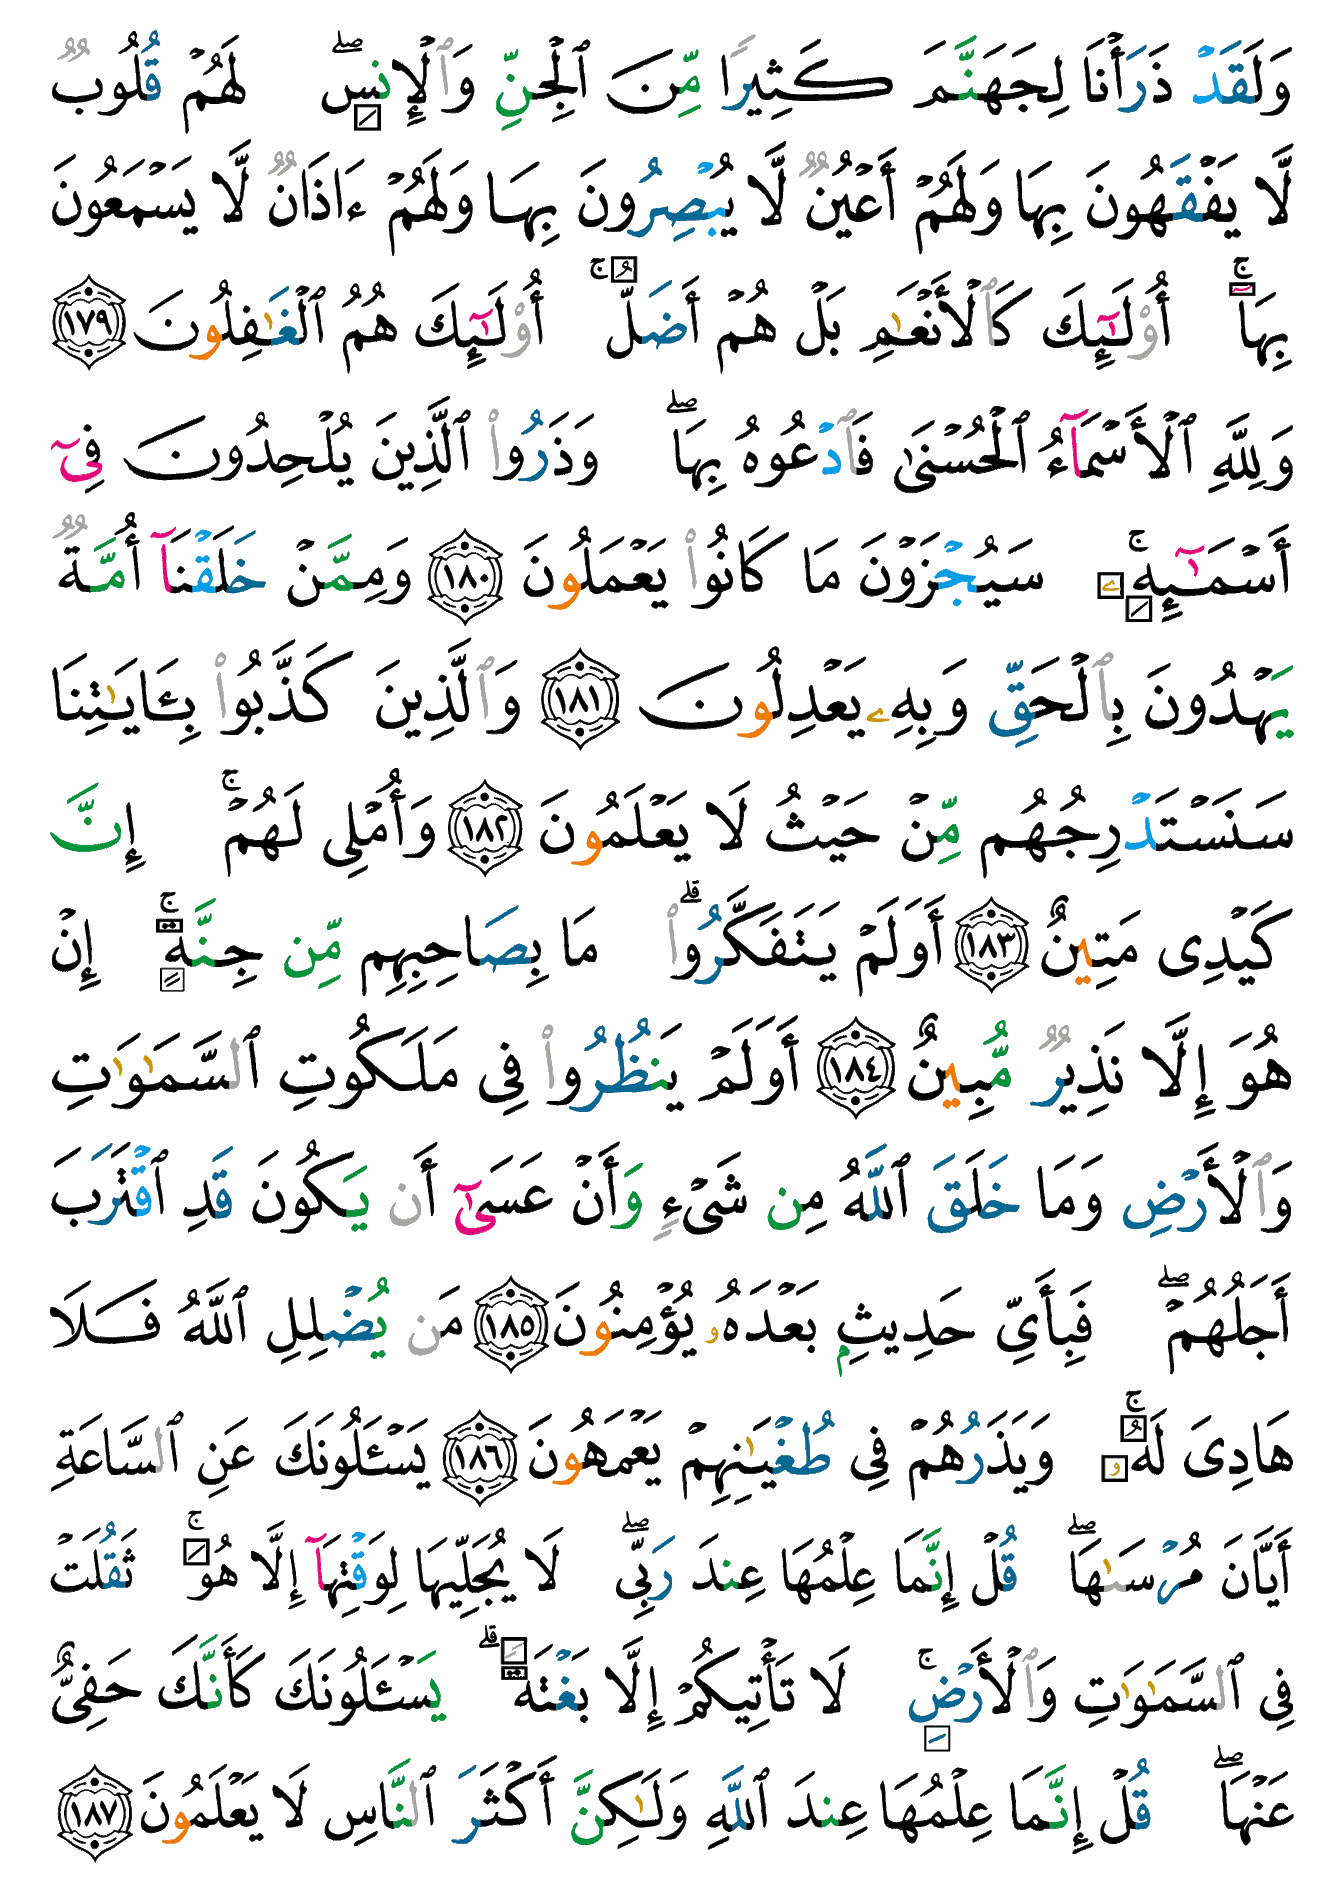 وَلَقَدْ ذَرَأْنَا لِجَهَنَّمَ كَثِيرًا مِّنَ ٱلْجِنِّ وَٱلْإِنسِ ۖ لَهُمْ قُلُوبٌ
لَّا يَفْقَهُونَ بِهَا وَلَهُمْ أَعْيُنٌ لَّا يُبْصِرُونَ بِهَا وَلَهُمْ ءَاذَانٌ لَّا يَسْمَعُونَ
بِهَا ۚ أُو۟لَـٰٓئِكَ كَٱلْأَنْعَـٰمِ بَلْ هُمْ أَضَلُّ ۚ أُو۟لَـٰٓئِكَ هُمُ ٱلْغَـٰفِلُونَ ١٧٩
وَلِلَّهِ ٱلْأَسْمَآءُ ٱلْحُسْنَىٰ فَٱدْعُوهُ بِهَا ۖ وَذَرُوا۟ ٱلَّذِينَ يُلْحِدُونَ فِىٓ
أَسْمَـٰٓئِهِۦ ۚ سَيُجْزَوْنَ مَا كَانُوا۟ يَعْمَلُونَ ١٨٠ وَمِمَّنْ خَلَقْنَآ أُمَّةٌ
يَهْدُونَ بِٱلْحَقِّ وَبِهِۦ يَعْدِلُونَ ١٨١ وَٱلَّذِينَ كَذَّبُوا۟ بِـَٔايَـٰتِنَا
سَنَسْتَدْرِجُهُم مِّنْ حَيْثُ لَا يَعْلَمُونَ ١٨٢ وَأُمْلِى لَهُمْ ۚ إِنَّ
كَيْدِى مَتِينٌ ١٨٣ أَوَلَمْ يَتَفَكَّرُوا۟ ۗ مَا بِصَاحِبِهِم مِّن جِنَّةٍ ۚ إِنْ
هُوَ إِلَّا نَذِيرٌ مُّبِينٌ ١٨٤ أَوَلَمْ يَنظُرُوا۟ فِى مَلَكُوتِ ٱلسَّمَـٰوَٰتِ
وَٱلْأَرْضِ وَمَا خَلَقَ ٱللَّهُ مِن شَىْءٍ وَأَنْ عَسَىٰٓ أَن يَكُونَ قَدِ ٱقْتَرَبَ
أَجَلُهُمْ ۖ فَبِأَىِّ حَدِيثٍۭ بَعْدَهُۥ يُؤْمِنُونَ ١٨٥ مَن يُضْلِلِ ٱللَّهُ فَلَا
هَادِىَ لَهُۥ ۚ وَيَذَرُهُمْ فِى طُغْيَـٰنِهِمْ يَعْمَهُونَ ١٨٦ يَسْـَٔلُونَكَ عَنِ ٱلسَّاعَةِ
أَيَّانَ مُرْسَىٰهَا ۖ قُلْ إِنَّمَا عِلْمُهَا عِندَ رَبِّى ۖ لَا يُجَلِّيهَا لِوَقْتِهَآ إِلَّا هُوَ ۚ ثَقُلَتْ
فِى ٱلسَّمَـٰوَٰتِ وَٱلْأَرْضِ ۚ لَا تَأْتِيكُمْ إِلَّا بَغْتَةً ۗ يَسْـَٔلُونَكَ كَأَنَّكَ حَفِىٌّ
عَنْهَا ۖ قُلْ إِنَّمَا عِلْمُهَا عِندَ ٱللَّهِ وَلَـٰكِنَّ أَكْثَرَ ٱلنَّاسِ لَا يَعْلَمُونَ ١٨٧